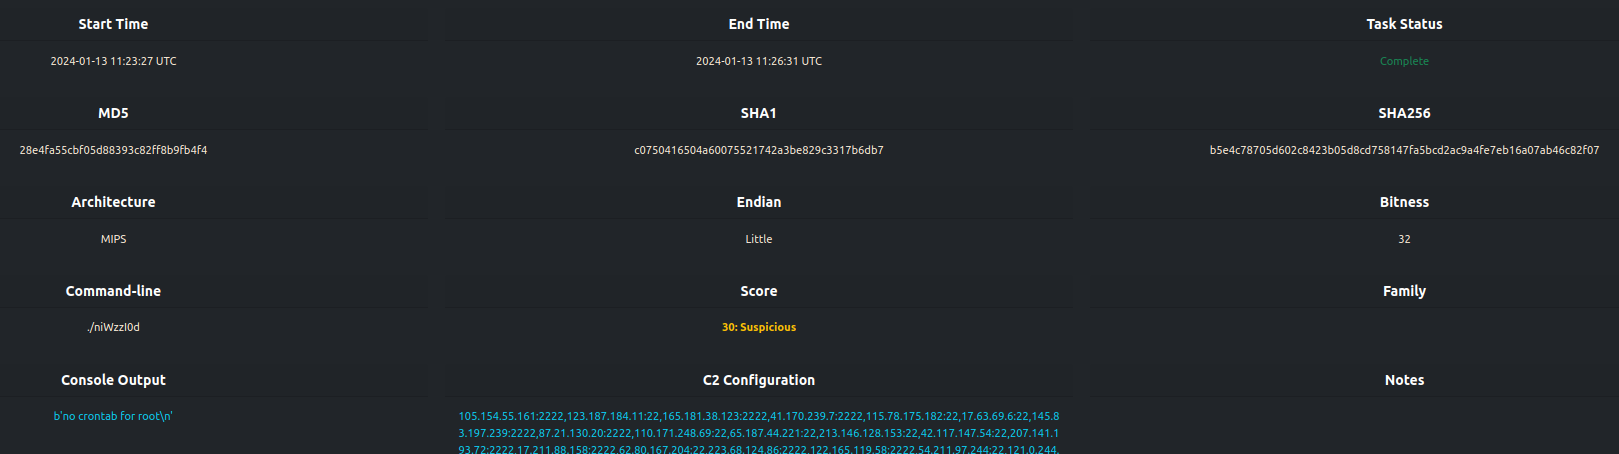 Start Time End Time Task Status
2024-01-13 11:23:27 UTC 2024-01-13 11:26:31 UTC Complete
MD5 SHA1 SHA256
28e4fa55cbf05d88393c82ff8b9fb4f4 c0750416504a60075521742a3be829c3317b6db7 b5e4c78705d602c8423b05d8cd758147fa5bcd2ac9a4fe7eb16a07ab46c82f07
Architecture Endian Bitness
MIPS Little 32
Command-line Score Family
./niWzzI0d 30: Suspicious
Console Output C2 Configuration Notes
b'no crontab for root\n' 105.154.55.161:2222,123.187.184.11:22,165.181.38.123:2222,41.170.239.7:2222,115.78.175.182:22,17.63.69.6:22,145.8
3.197.239:2222,87.21.130.20:2222,110.171.248.69:22,65.187.44.221:22,213.146.128.153:22,42.117.147.54:22,207.141.1
93.72:2222,17.211.88.158:2222,62.80.167.204:22,223.68.124.86:2222,122.165.119.58:2222,54.211.97.244:22,121.0.244.